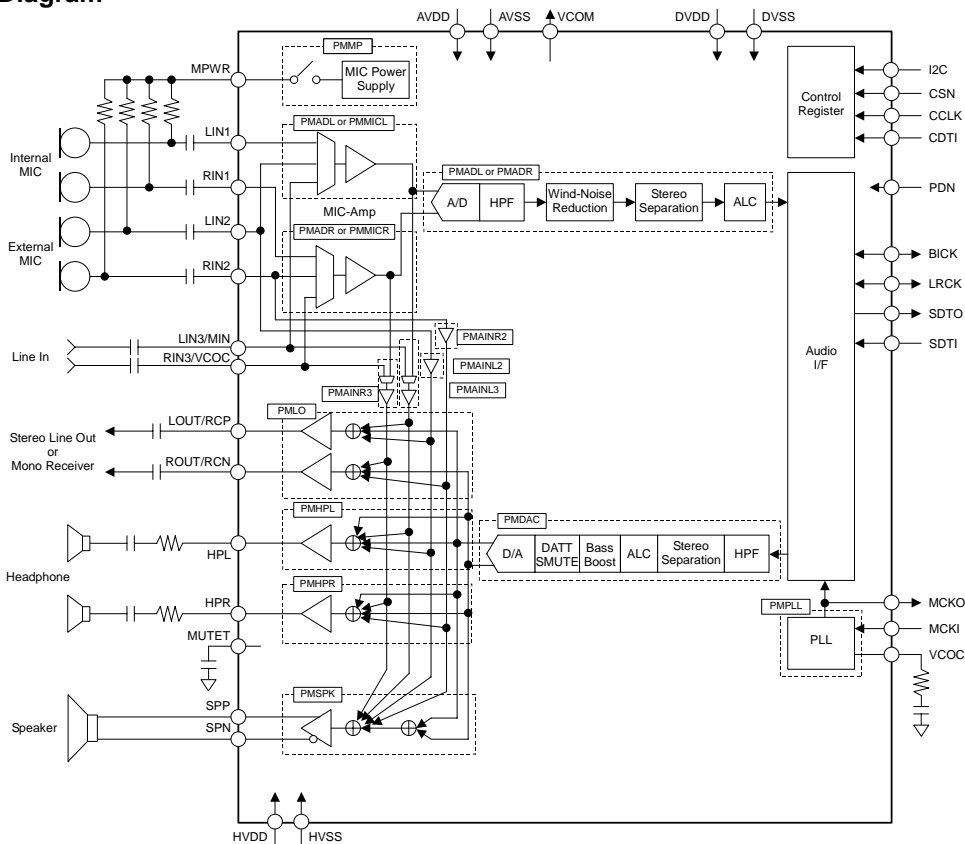 Diagram
AVDD
AVSS
VCOM
DVDD
DVSS
PMMP
MPWR
MIC Power
Supply
Control
Register
I2C
CSN
CCLK
CDTI
PMADL or PMMICL
LIN1
Internal
MIC
RIN1
PMADL or PMADR
A/D
HPF
Wind-Noise
Reduction
Stereo
Separation
ALC
PDN
MIC-Amp
LIN2
External
MIC
PMADR or PMMICR
RIN2
BICK
LRCK
SDTO
SDTI
Audio
I/F
LIN3/MIN
Line In
RIN3/VCOC
PMAINR2
PMAINL2
PMAINR3
PMAINL3
PMLO
LOUT/RCP
Stereo Line Out
or
Mono Receiver
ROUT/RCN
PMHPL
HPL
PMDAC
D/A
DATT
SMUTE
Bass
Boost
ALC
Stereo
Separation
HPF
Headphone
PMHPR
HPR
MUTET
PMPLL
PLL
MCKO
MCKI
VCOC
PMSPK
SPP
Speaker
SPN
HVDD
HVSS